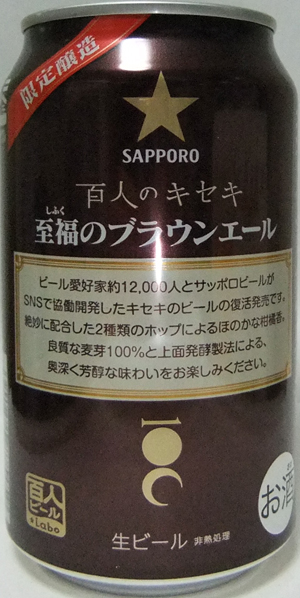 限定醸造
SAPPORO
百人のキセキ
しふく
至福のブラウンエール
ビール愛好家約12,000人とサッポロビールが
SNSで協働開発したキセキのビールの復活発売です。
絶妙に配合した2種類のホップによるほのかな柑橘香。
良質な麦芽100%と上面発酵製法による、
奥深く芳醇な味わいをお楽しみください。
100
百人
ビール
Labo
お酒
生ビール 非熱処理